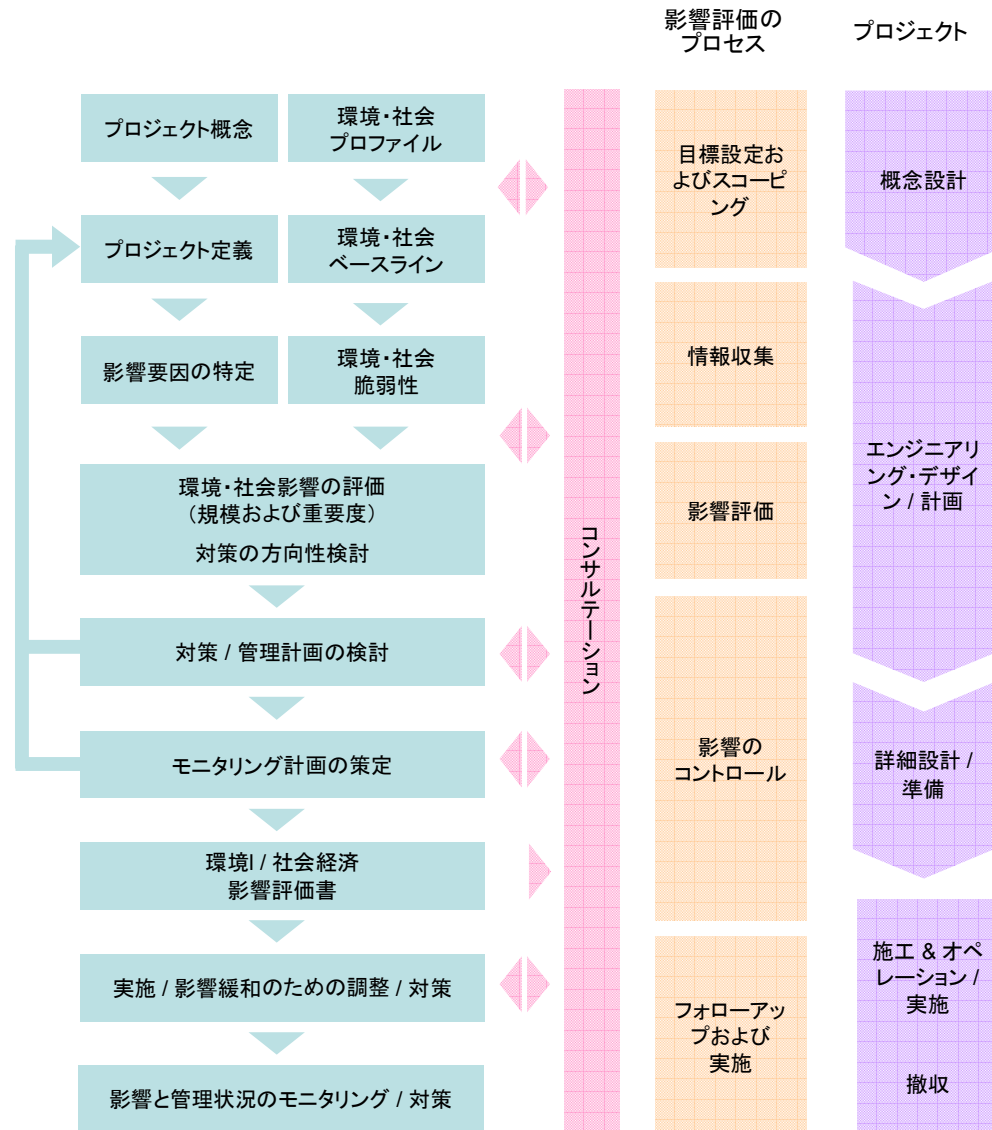 影響評価の
プロセス
プロジェクト
プロジェクト概念
環境・社会
プロファイル
プロジェクト定義
環境・社会
ベースライン
影響要因の特定
環境・社会
脆弱性
環境・社会影響の評価
（規模および重要度）
対策の方向性検討
対策 / 管理計画の検討
モニタリング計画の策定
環境I / 社会経済
影響評価書
実施 / 影響緩和のための調整 / 対策
影響と管理状況のモニタリング / 対策
コンサルテーション
目標設定お
よびスコーピ
ング
情報収集
影響評価
影響の
コントロール
フォローアッ
プおよび
実施
概念設計
エンジニアリ
ング・デザイ
ン / 計画
詳細設計 /
準備
施工 & オペ
レーション /
実施
撤収